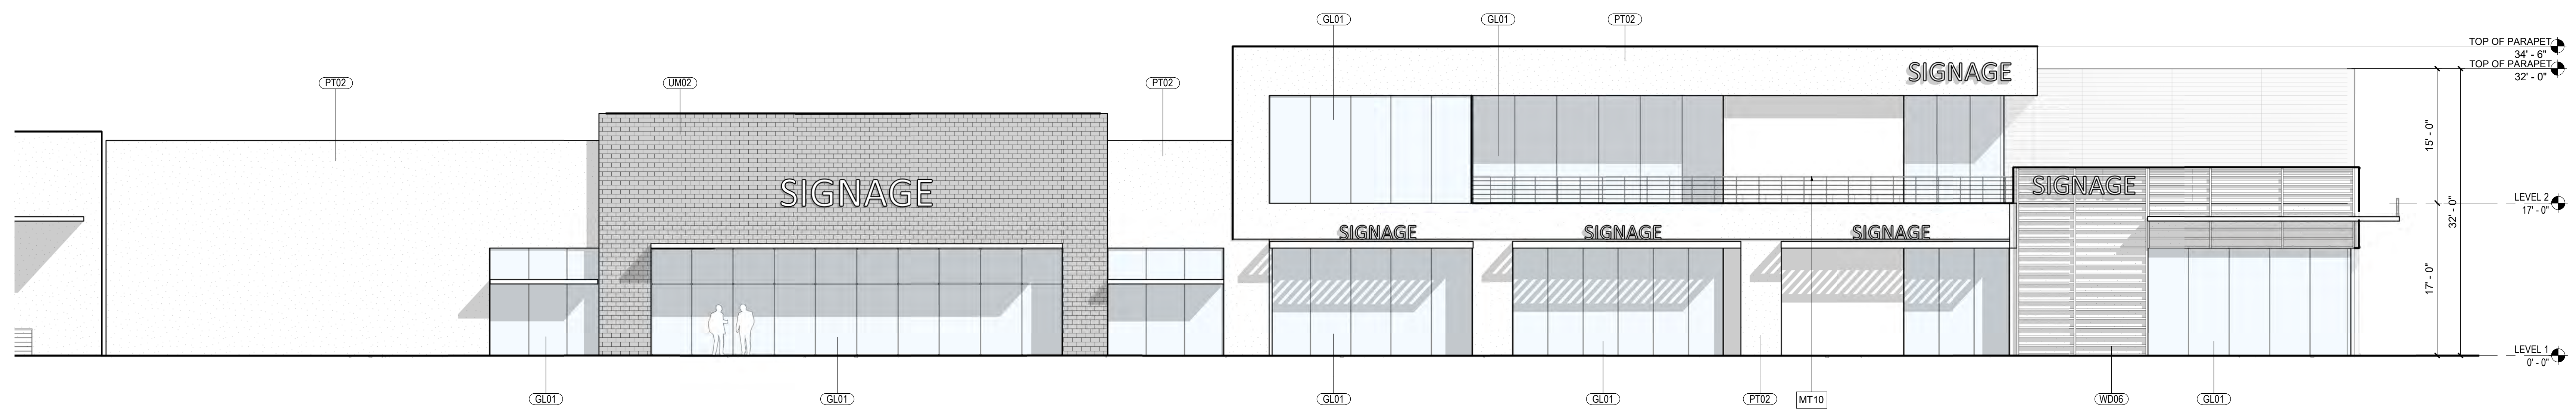 GL01
GL01
PT02
TOP OF PARAPET
34' - 6"
TOP OF PARAPET
32' - 0"
PT02
UM02
PT02
SIGNAGE
15' - 0"
SIGNAGE
SIGNAGE
LEVEL 2
17' - 0"
32' - 0"
SIGNAGE
SIGNAGE
SIGNAGE
17' - 0"
LEVEL 1
0' - 0"
GL01
GL01
GL01
GL01
PT02
MT10
WD06
GL01